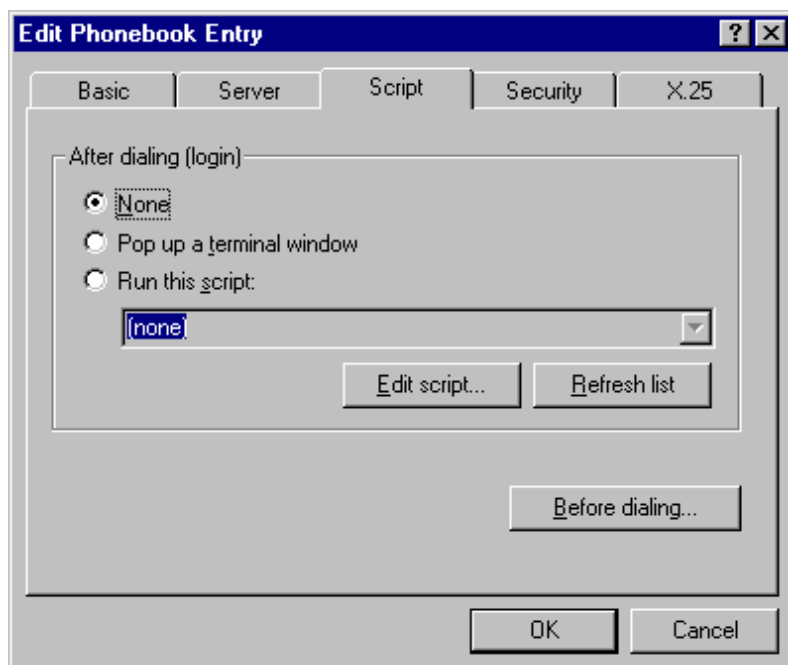 Edit Phonebook Entry
Basic Server Script Security X.25
After dialing (login)
None
Pop up a terminal window
Run this script:
(none)
Edit script... Refresh list
Before dialing...
OK Cancel